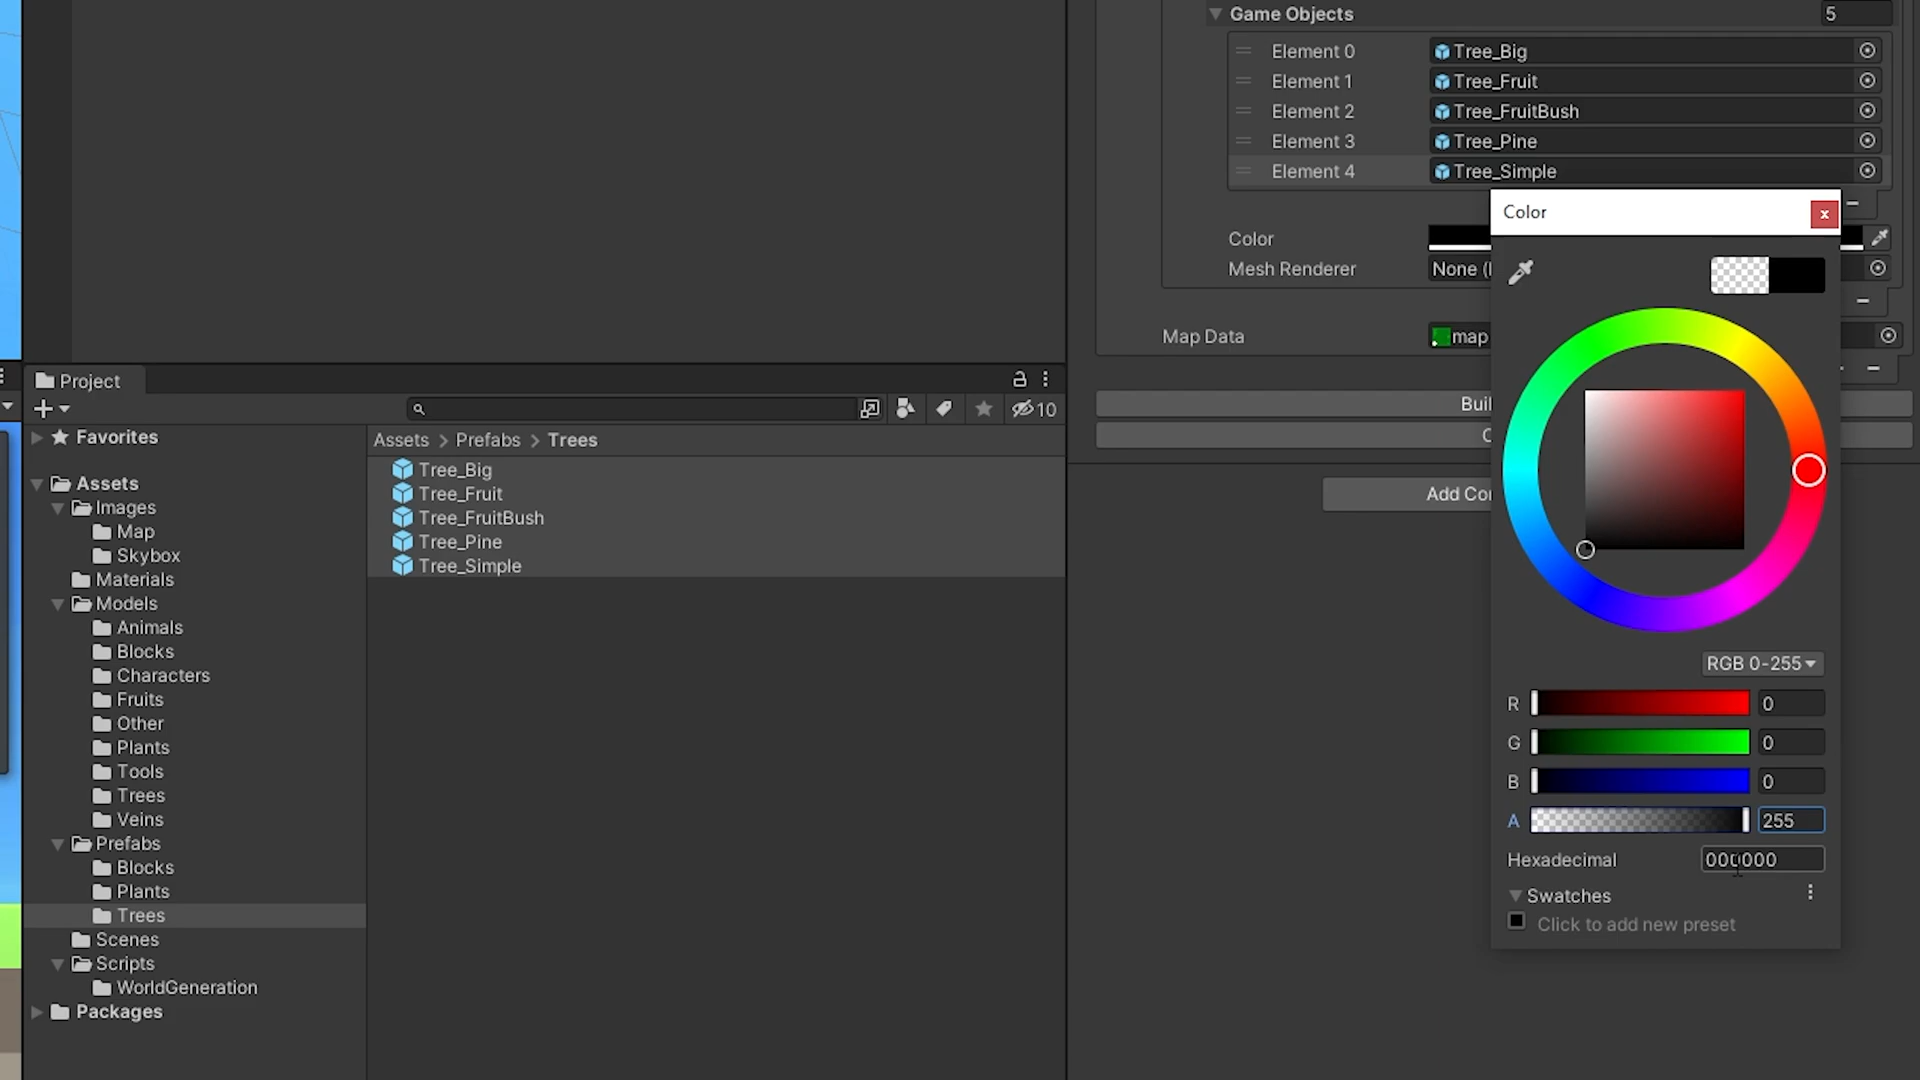 Game Objects 5
Element 0 Tree_Big
Element 1 Tree_Fruit
Element 2 Tree_FruitBush
Element 3 Tree_Pine
Element 4 Tree_Simple
Color
Color
Mesh Renderer None (
Map Data map
Add
Project
10
Favorites
Assets
Images
Map
Skybox
Materials
Models
Animals
Blocks
Characters
Fruits
Other
Plants
Tools
Trees
Veins
Prefabs
Blocks
Plants
Trees
Scenes
Scripts
WorldGeneration
Packages
Assets > Prefabs > Trees
Tree_Big
Tree_Fruit
Tree_FruitBush
Tree_Pine
Tree_Simple
RGB 0-255
R 0
G 0
B 0
A 255
Hexadecimal 000000
Swatches
Click to add new preset